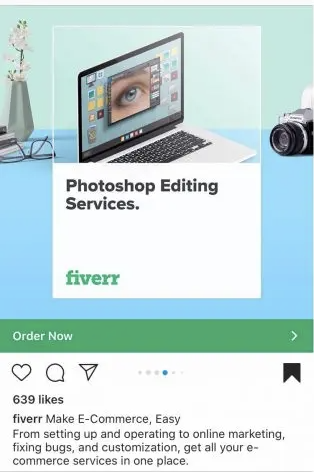 Photoshop Editing
Services.
fiverr
Order Now
639 likes
fiverr Make E-Commerce, Easy
From setting up and operating to online marketing,
fixing bugs, and customization, get all your e-
commerce services in one place.